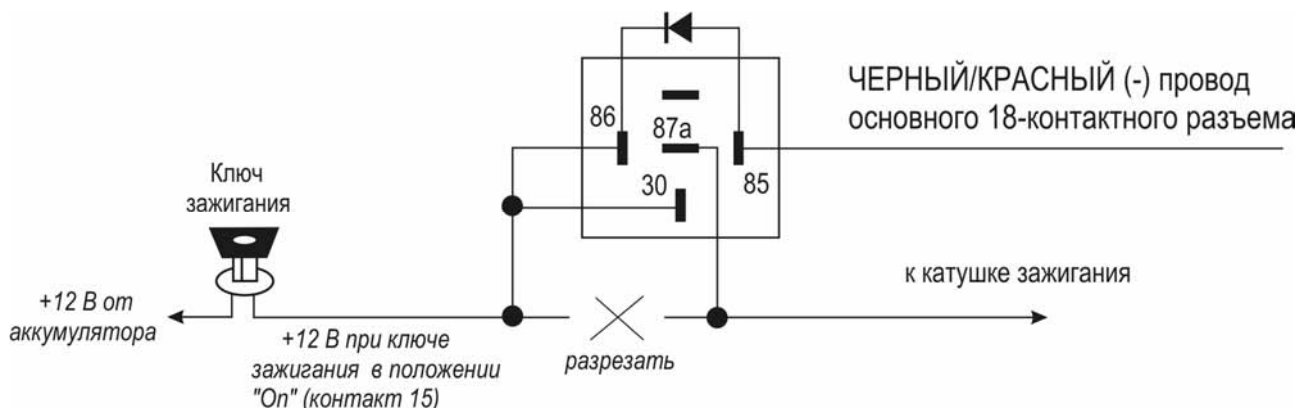 ЧЕРНЫЙ/КРАСНЫЙ (-) провод
основного 18-контактного разъема
86
87а
30
85
Ключ
зажигания
к катушке зажигания
+12 В от
аккумулятора
+12 В при ключе
зажигания в положении
"On" (контакт 15)
разрезать